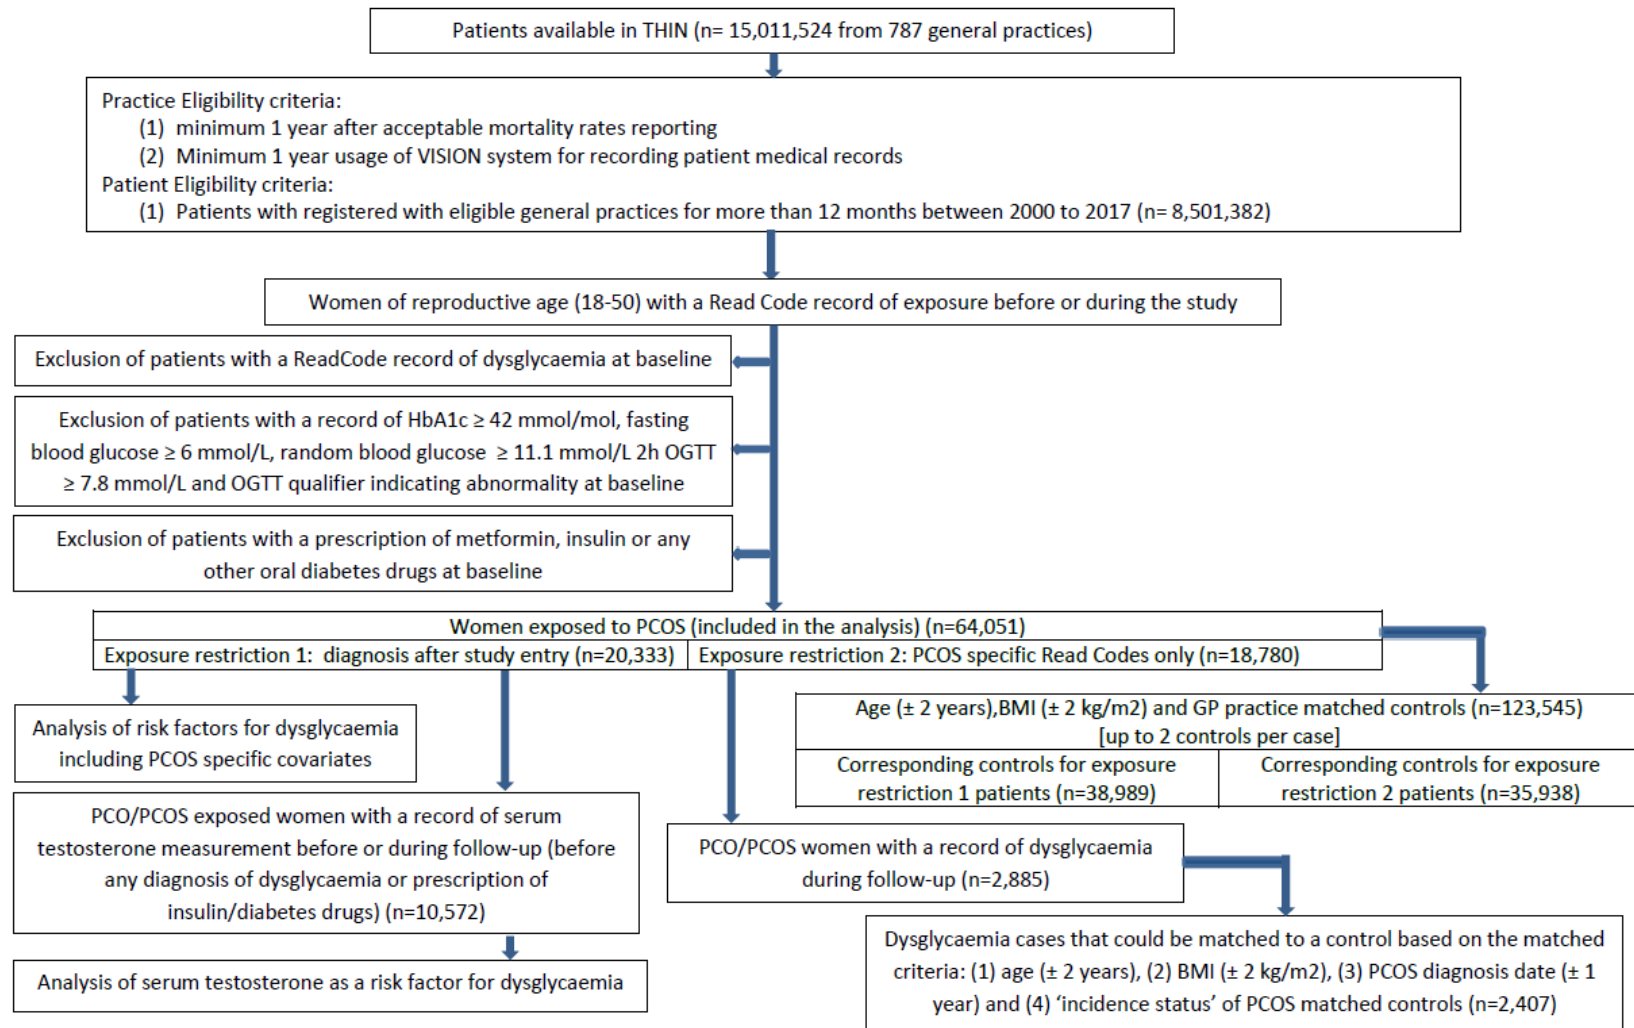 Patients available in THIN (n= 15,011,524 from 787 general practices)
Practice Eligibility criteria:
(1) minimum 1 year after acceptable mortality rates reporting
(2) Minimum 1 year usage of VISION system for recording patient medical records
Patient Eligibility criteria:
(1) Patients with registered with eligible general practices for more than 12 months between 2000 to 2017 (n= 8,501,382)
Women of reproductive age (18-50) with a Read Code record of exposure before or during the study
Exclusion of patients with a ReadCode record of dysglycaemia at baseline
Exclusion of patients with a record of HbA1c ≥ 42 mmol/mol, fasting
blood glucose ≥ 6 mmol/L, random blood glucose ≥ 11.1 mmol/L 2h OGTT
≥ 7.8 mmol/L and OGTT qualifier indicating abnormality at baseline
Exclusion of patients with a prescription of metformin, insulin or any
other oral diabetes drugs at baseline
Women exposed to PCOS (included in the analysis) (n=64,051)
Exposure restriction 1: diagnosis after study entry (n=20,333)
Exposure restriction 2: PCOS specific Read Codes only (n=18,780)
Analysis of risk factors for dysglycaemia
including PCOS specific covariates
Age (± 2 years),BMI (± 2 kg/m2) and GP practice matched controls (n=123,545)
[up to 2 controls per case]
Corresponding controls for exposure
restriction 1 patients (n=38,989)
Corresponding controls for exposure
restriction 2 patients (n=35,938)
PCO/PCOS exposed women with a record of serum
testosterone measurement before or during follow-up (before
any diagnosis of dysglycaemia or prescription of
insulin/diabetes drugs) (n=10,572)
PCO/PCOS women with a record of dysglycaemia
during follow-up (n=2,885)
Analysis of serum testosterone as a risk factor for dysglycaemia
Dysglycaemia cases that could be matched to a control based on the matched
criteria: (1) age (± 2 years), (2) BMI (± 2 kg/m2), (3) PCOS diagnosis date (± 1
year) and (4) ‘incidence status’ of PCOS matched controls (n=2,407)